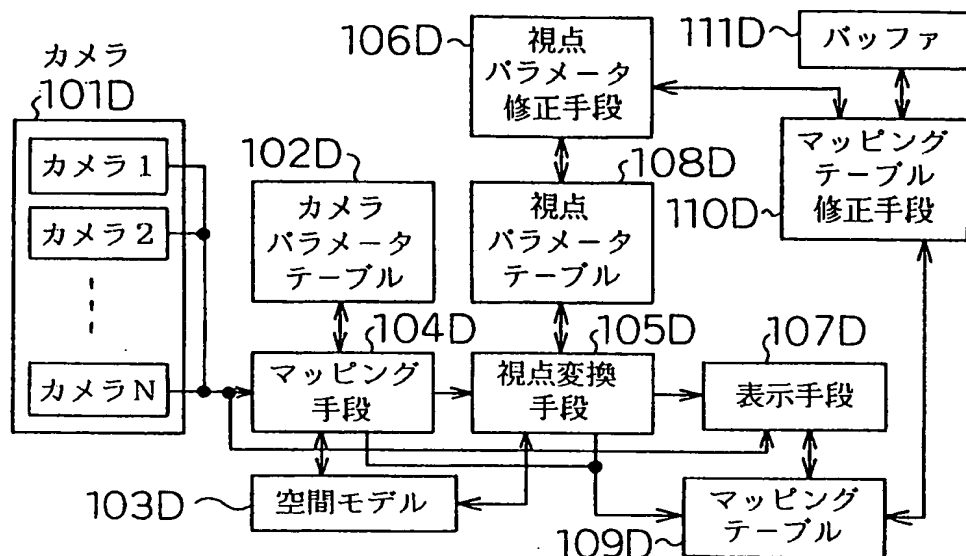 カメラ
101D
カメラ1
カメラ2
カメラN
102D
カメラ
パラメータ
テーブル
106D
視点
パラメータ
修正手段
108D
視点
パラメータ
テーブル
111D
バッファ
マッピング
テーブル
修正手段
110D
104D
マッピング
手段
105D
視点変換
手段
107D
表示手段
103D
空間モデル
マッピング
テーブル
109D